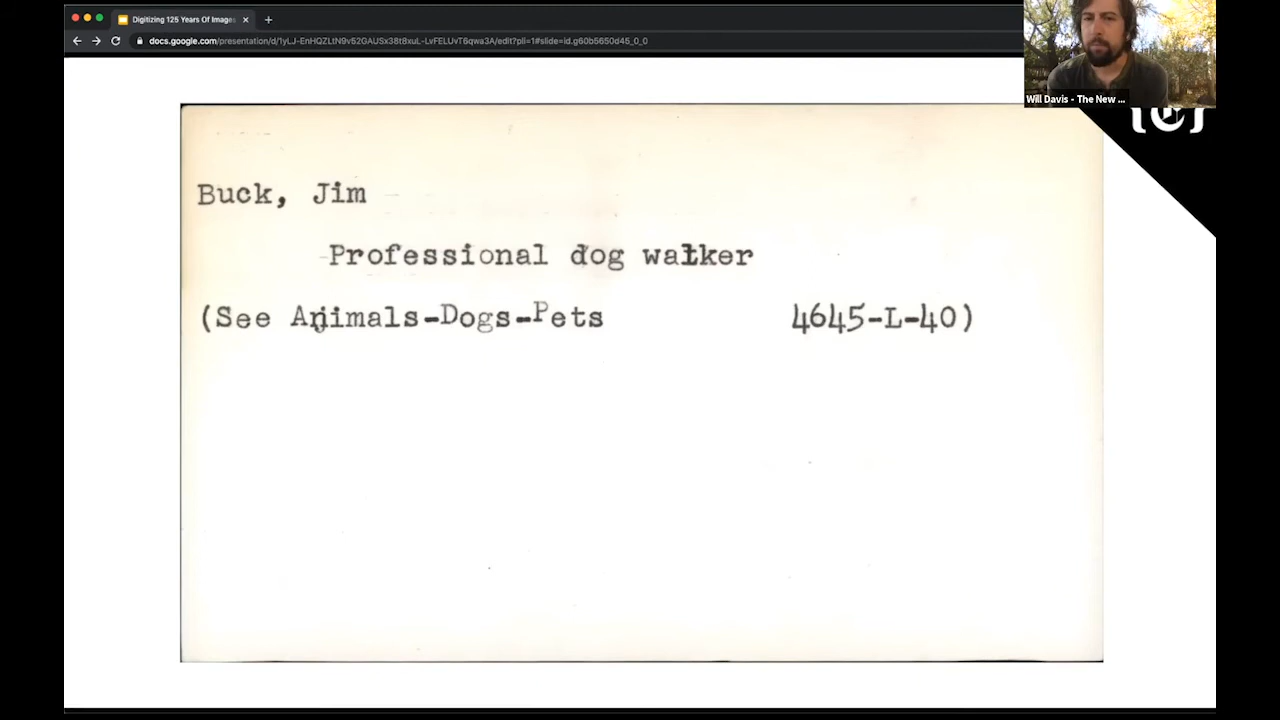 Digitizing 125 Years Of Images
docs.google.com/presentation/d/1yLJ-EnHQZLtN9v52GAUSx38t8xuL-LvFELUvT6qwa3A/edit?pli=1#slide=id.g60b5650d45_0_0
Will Davis - The New ...
Buck, Jim
Professional dog walker
(See Animals-Dogs-Pets 4645-L-40)